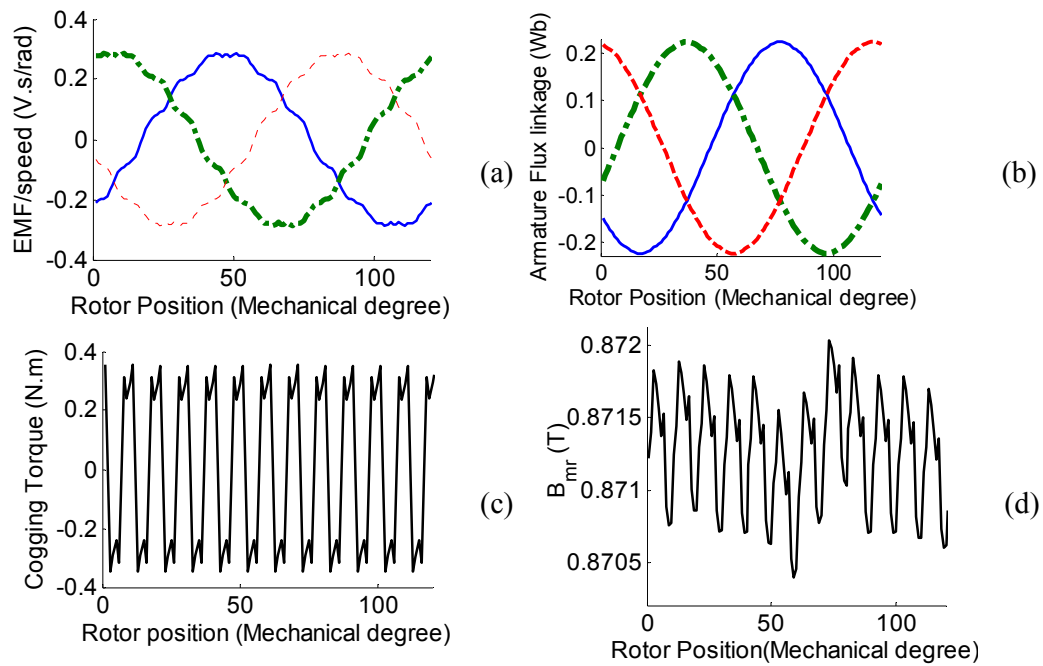 0.4
0.2
0
-0.2
-0.4
EMF/speed (V.s/rad)
0
50
100
Rotor Position (Mechanical degree)
(a)
0.2
0.1
0
-0.1
-0.2
Armature Flux linkage (Wb)
0
50
100
Rotor Position (Mechanical degree)
(b)
0.4
0.2
0
-0.2
-0.4
Cogging Torque (N.m)
0
50
100
Rotor position (Mechanical degree)
(c)
0.872
0.8715
0.871
0.8705
Bmr (T)
0
50
100
Rotor Position(Mechanical degree)
(d)